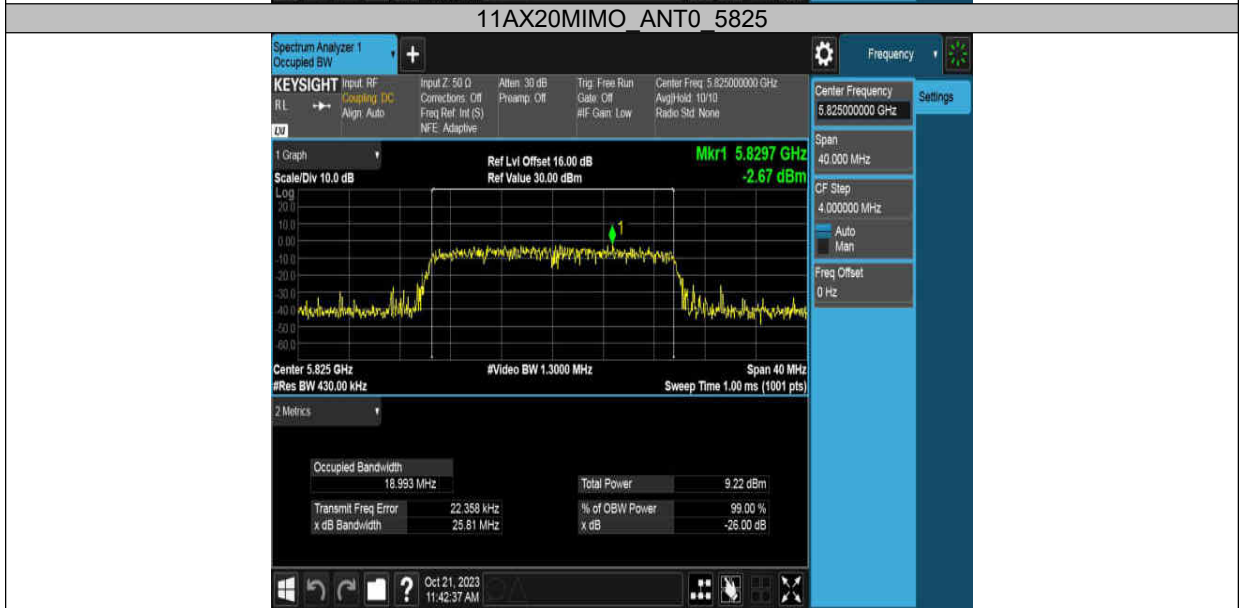 11AX20MIMO_ANT0_5825
Spectrum Analyzer 1
Occupied BW
Frequency
KEYSIGHT
RL
LXI
Input: RF
Coupling: DC
Align: Auto
Input Z: 50 Ω
Corrections: Off
Freq Ref: Int (S)
NFE: Adaptive
Atten: 30 dB
Preamp: Off
Trig: Free Run
Gate: Off
#IF Gain: Low
Center Freq: 5.825000000 GHz
Avg|Hold: 10/10
Radio Std: None
Center Frequency
5.825000000 GHz
Settings
Span
40.000 MHz
CF Step
4.000000 MHz
Auto
Man
Freq Offset
0 Hz
1 Graph
Scale/Div 10.0 dB
Ref Lvl Offset 16.00 dB
Ref Value 30.00 dBm
Mkr1 5.8297 GHz
-2.67 dBm
Log
20.0
10.0
0.00
-10.0
-20.0
-30.0
-40.0
-50.0
-60.0
1
Center 5.825 GHz
#Video BW 1.3000 MHz
Span 40 MHz
#Res BW 430.00 kHz
Sweep Time 1.00 ms (1001 pts)
2 Metrics
Occupied Bandwidth
18.993 MHz
Total Power 9.22 dBm
Transmit Freq Error 22.358 kHz
% of OBW Power 99.00 %
x dB Bandwidth 25.81 MHz
x dB -26.00 dB
?
Oct 21, 2023
11:42:37 AM